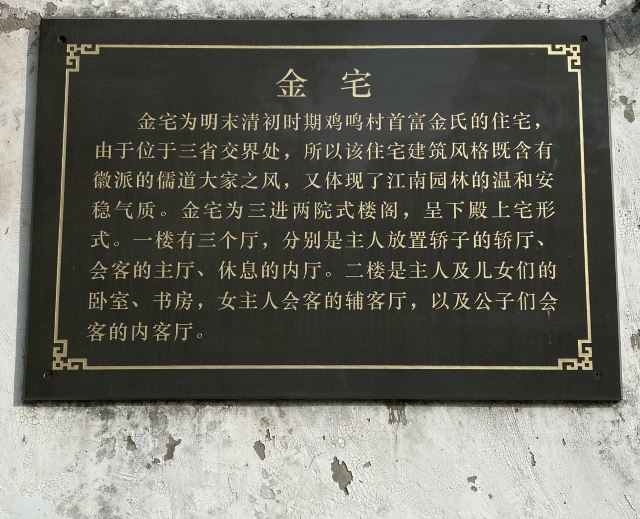 金宅
金宅为明末清初时期鸡鸣村首富金氏的住宅，
由于位于三省交界处，所以该住宅建筑风格既含有
徽派的儒道大家之风，又体现了江南园林的温和安
稳气质。金宅为三进两院式楼阁，呈下殿上宅形
式。一楼有三个厅，分别是主人放置轿子的轿厅、
会客的主厅、休息的内厅。二楼是主人及儿女们的
卧室、书房，女主人会客的辅客厅，以及公子们会
客的内客厅。